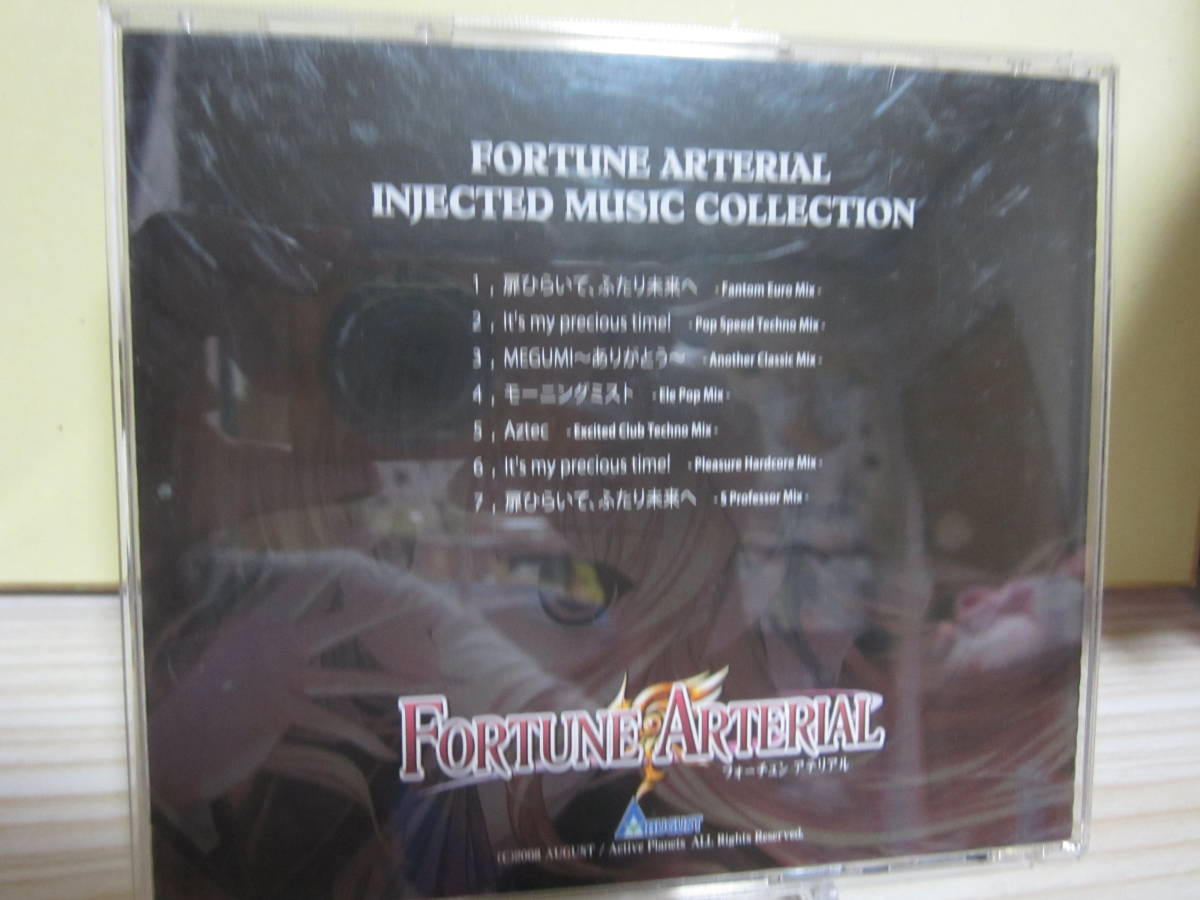 FORTUNE ARTERIAL
INJECTED MUSIC COLLECTION
1 , 扉ひらいて、ふたり未来へ - Fantom Euro Mix -
2 , It's my precious time! - Pop Speed Techno Mix -
3 , MEGUMI～ありがとう～ - Another Classic Mix -
4 , モーニングミスト - Ele Pop Mix -
5 , Aztec - Excited Club Techno Mix -
6 , It's my precious time! - Pleasure Hardcore Mix -
7 , 扉ひらいて、ふたり未来へ - S Professor Mix -
FORTUNE ARTERIAL
フォーチュン アテリアル
AUGUST
(C)2008 AUGUST / Active Planets ALL Rights Reserved.